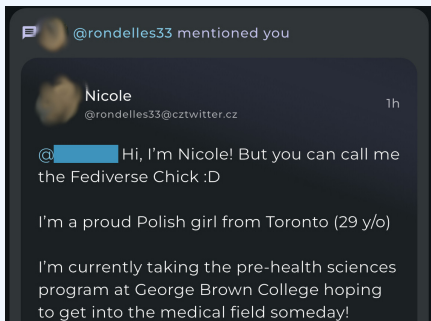 @rondelles33 mentioned you
Nicole
1h
@rondelles33@cztwitter.cz
@ Hi, I'm Nicole! But you can call me
the Fediverse Chick :D
I'm a proud Polish girl from Toronto (29 y/o)
I'm currently taking the pre-health sciences
program at George Brown College hoping
to get into the medical field someday!